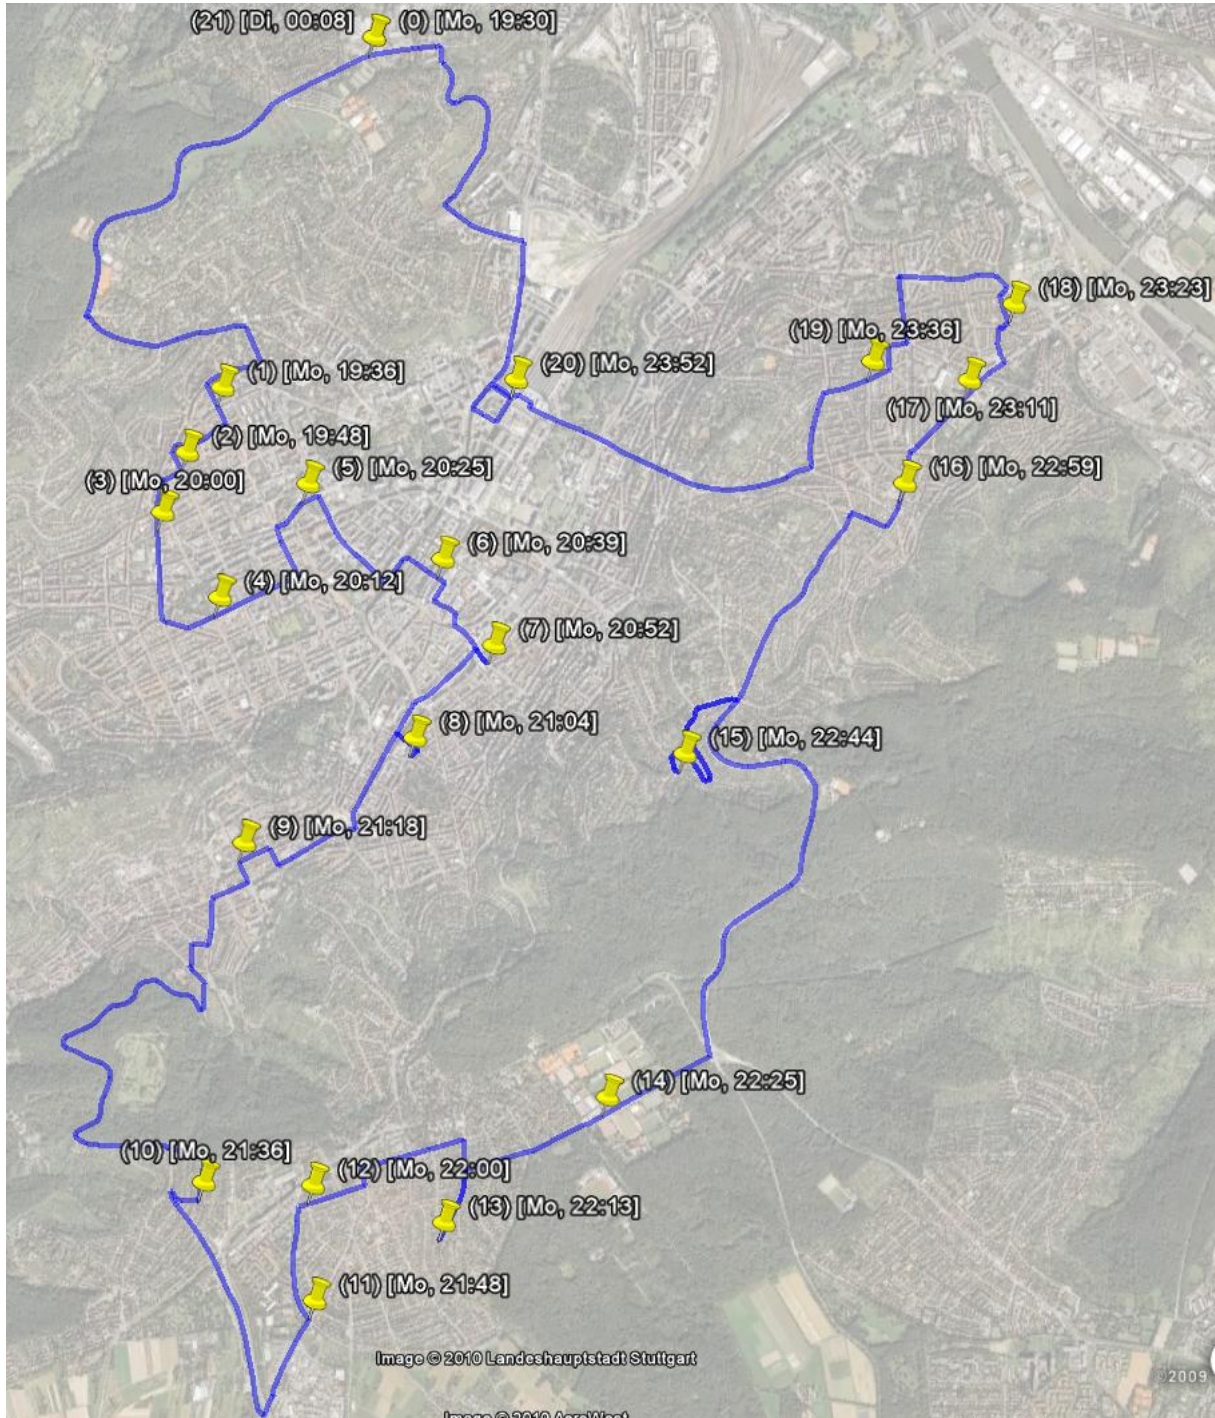 (21) [Di, 00:08]
(0) [Mo, 19:30]
(18) [Mo, 23:23]
(19) [Mo, 23:36]
(20) [Mo, 23:52]
(1) [Mo, 19:36]
(17) [Mo, 23:11]
(2) [Mo, 19:48]
(5) [Mo, 20:25]
(16) [Mo, 22:59]
(3) [Mo, 20:00]
(6) [Mo, 20:39]
(4) [Mo, 20:12]
(7) [Mo, 20:52]
(8) [Mo, 21:04]
(15) [Mo, 22:44]
(9) [Mo, 21:18]
(14) [Mo, 22:25]
(10) [Mo, 21:36]
(12) [Mo, 22:00]
(13) [Mo, 22:13]
(11) [Mo, 21:48]
Image © 2010 Landeshauptstadt Stuttgart
©2009
Image © 2010 AeroWest